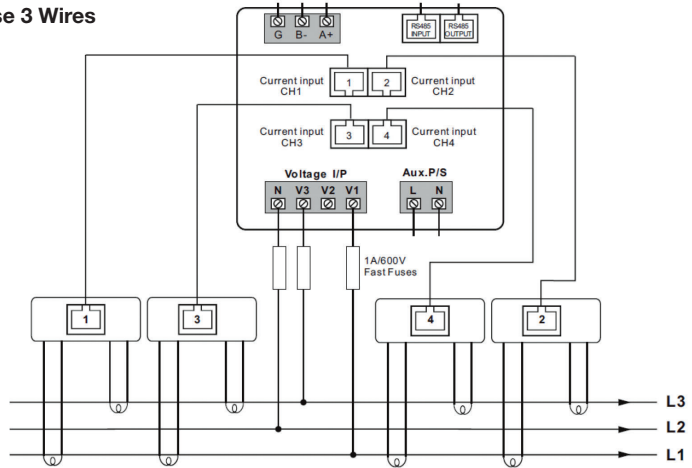 se 3 Wires
G B- A+
RS485 INPUT RS485 OUTPUT
Current input CH1
1 2
Current input CH2
Current input CH3
3 4
Current input CH4
Voltage I/P
Aux.P/S
N V3 V2 V1
L N
1A/600V
Fast Fuses
1
3
4
2
L3
L2
L1